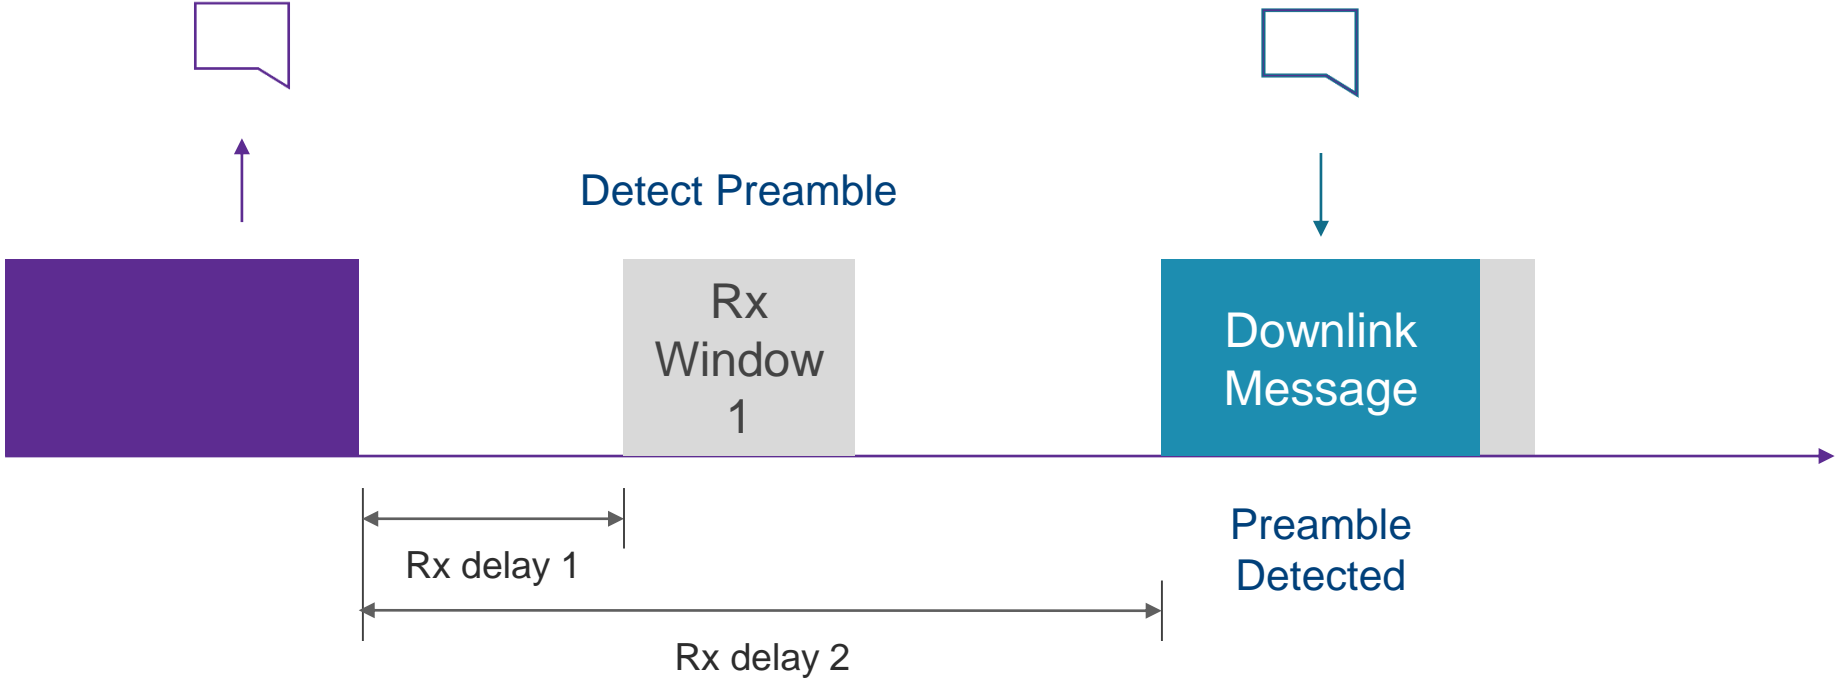 Detect Preamble
Rx
Window
1
Downlink
Message
Rx delay 1
Preamble
Detected
Rx delay 2